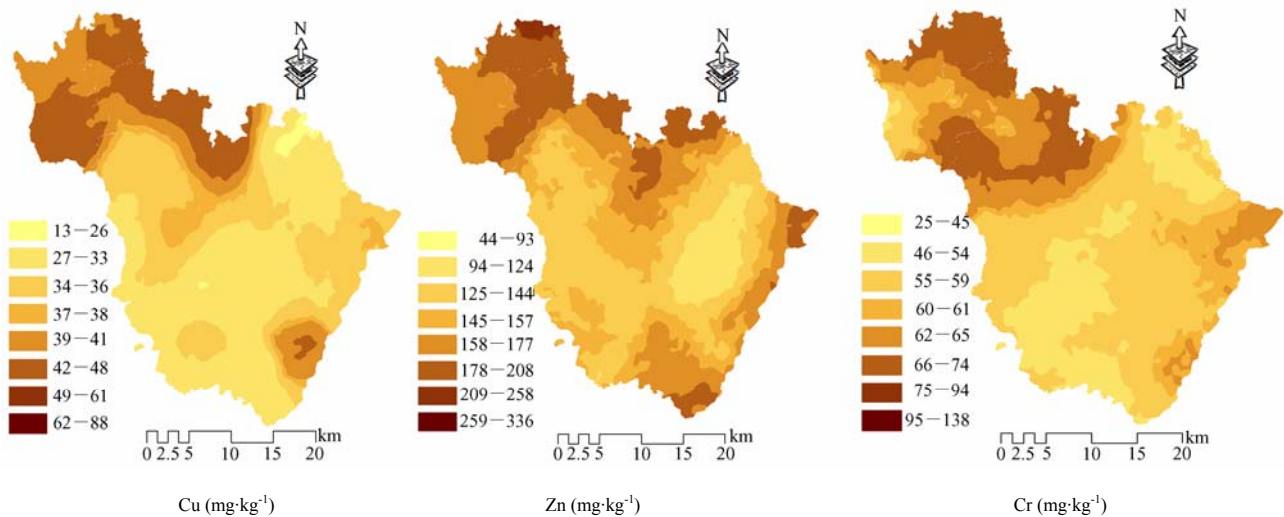 N
13－26
27－33
34－36
37－38
39－41
42－48
49－61
62－88
km
0 2.5 5 10 15 20
Cu (mg·kg⁻¹)
N
44－93
94－124
125－144
145－157
158－177
178－208
209－258
259－336
km
0 2.5 5 10 15 20
Zn (mg·kg⁻¹)
N
25－45
46－54
55－59
60－61
62－65
66－74
75－94
95－138
km
0 2.5 5 10 15 20
Cr (mg·kg⁻¹)